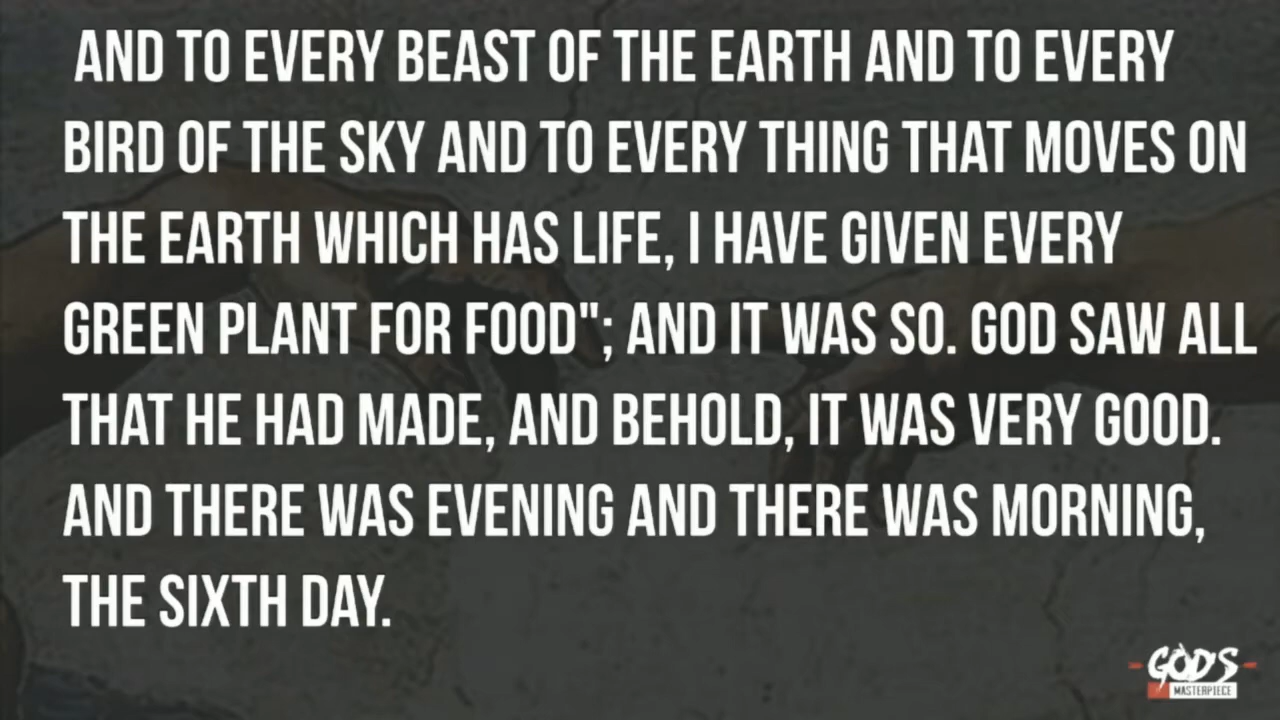 AND TO EVERY BEAST OF THE EARTH AND TO EVERY
BIRD OF THE SKY AND TO EVERY THING THAT MOVES ON
THE EARTH WHICH HAS LIFE, I HAVE GIVEN EVERY
GREEN PLANT FOR FOOD"; AND IT WAS SO. GOD SAW ALL
THAT HE HAD MADE, AND BEHOLD, IT WAS VERY GOOD.
AND THERE WAS EVENING AND THERE WAS MORNING,
THE SIXTH DAY.
GOD'S
MASTERPIECE